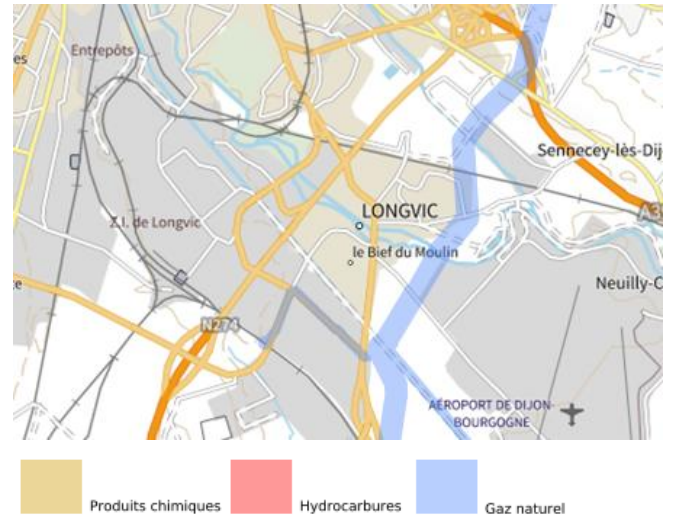 Entrepôts
es
Sennecey-lès-Dij
A3
LONGVIC
Z.I. de Longvic
le Bief du Moulin
Neuilly-C
te
N274
AÉROPORT DE DIJON-
BOURGOGNE
Produits chimiques
Hydrocarbures
Gaz naturel